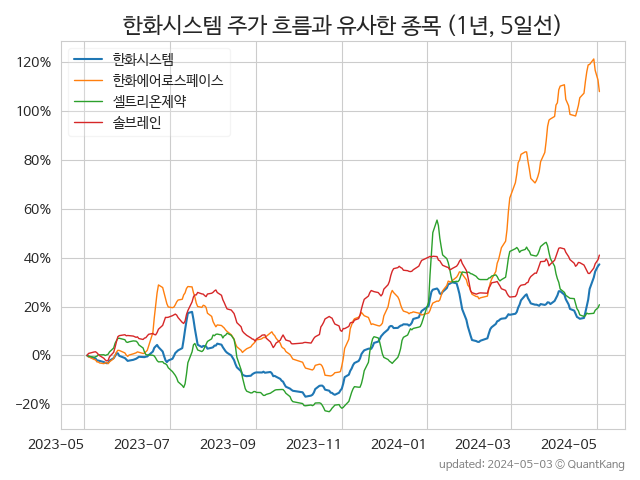 한화시스템 주가 흐름과 유사한 종목 (1년, 5일선)
한화시스템
한화에어로스페이스
셀트리온제약
솔브레인
120%
100%
80%
60%
40%
20%
0%
−20%
2023-05 2023-07 2023-09 2023-11 2024-01 2024-03 2024-05
updated: 2024-05-03 © QuantKang